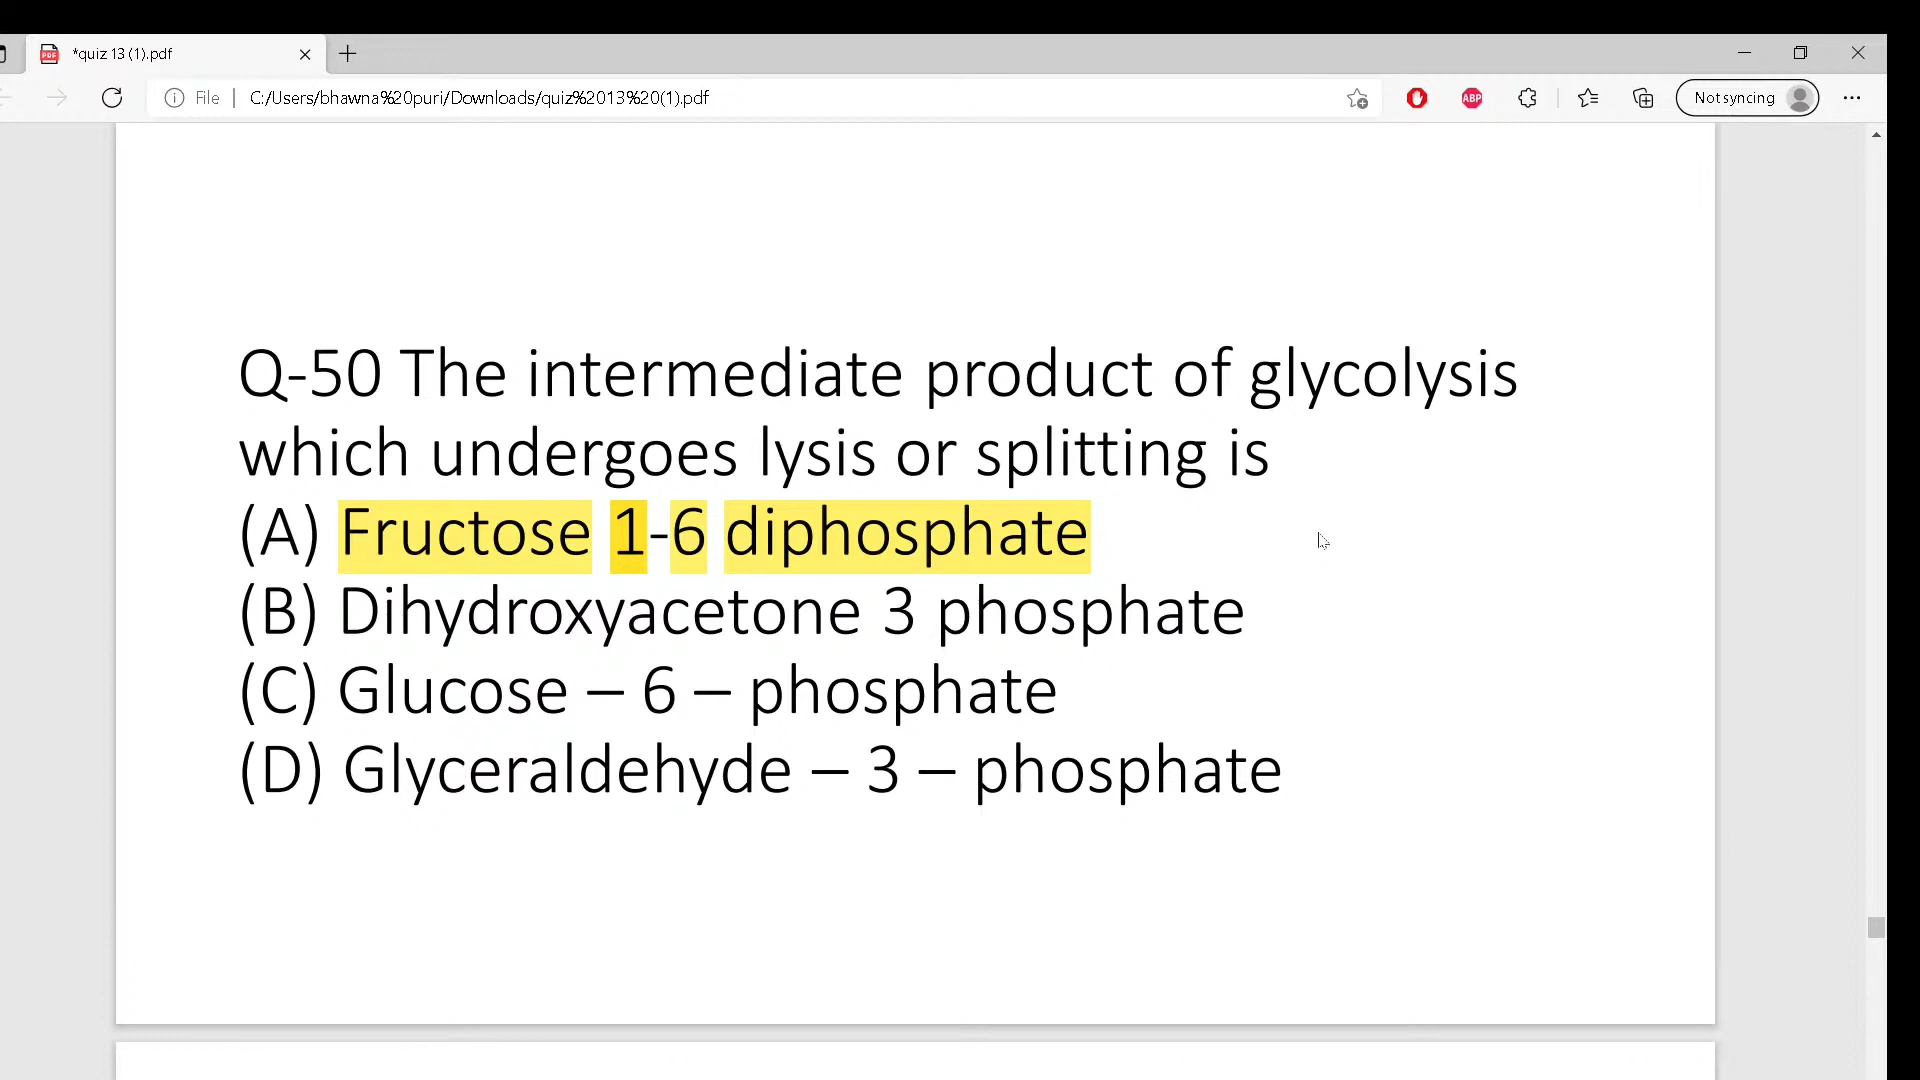 *quiz 13 (1).pdf
File | C:/Users/bhawna%20puri/Downloads/quiz%2013%20(1).pdf
ABP
Not syncing
Q-50 The intermediate product of glycolysis
which undergoes lysis or splitting is
(A) Fructose 1-6 diphosphate
(B) Dihydroxyacetone 3 phosphate
(C) Glucose – 6 – phosphate
(D) Glyceraldehyde – 3 – phosphate